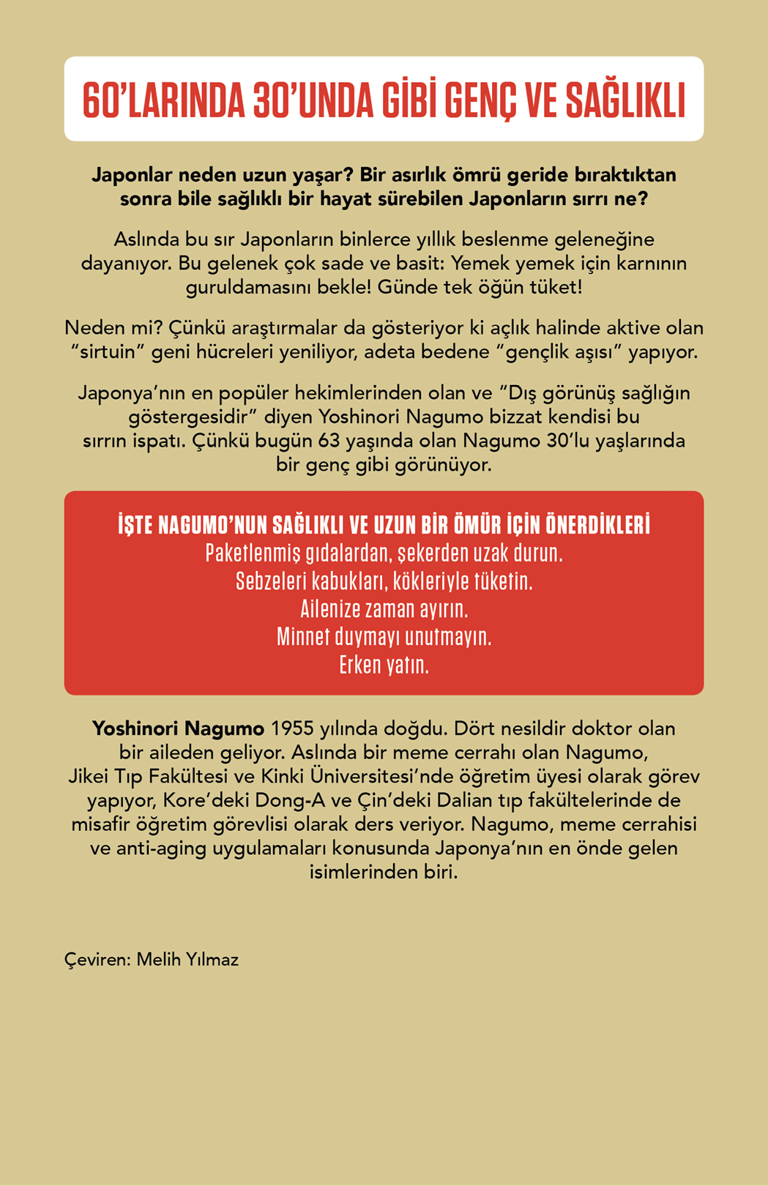 60’LARINDA 30’UNDA GİBİ GENÇ VE SAĞLIKLI
Japonlar neden uzun yaşar? Bir asırlık ömrü geride bıraktıktan
sonra bile sağlıklı bir hayat sürebilen Japonların sırrı ne?
Aslında bu sır Japonların binlerce yıllık beslenme geleneğine
dayanıyor. Bu gelenek çok sade ve basit: Yemek yemek için karnının
guruldamasını bekle! Günde tek öğün tüket!
Neden mi? Çünkü araştırmalar da gösteriyor ki açlık halinde aktive olan
“sirtuin” geni hücreleri yeniliyor, adeta bedene “gençlik aşısı” yapıyor.
Japonya’nın en popüler hekimlerinden olan ve “Dış görünüş sağlığın
göstergesidir” diyen Yoshinori Nagumo bizzat kendisi bu
sırrın ispatı. Çünkü bugün 63 yaşında olan Nagumo 30’lu yaşlarında
bir genç gibi görünüyor.
İŞTE NAGUMO’NUN SAĞLIKLI VE UZUN BİR ÖMÜR İÇİN ÖNERDİKLERİ
Paketlenmiş gıdalardan, şekerden uzak durun.
Sebzeleri kabukları, kökleriyle tüketin.
Ailenize zaman ayırın.
Minnet duymayı unutmayın.
Erken yatın.
Yoshinori Nagumo 1955 yılında doğdu. Dört nesildir doktor olan
bir aileden geliyor. Aslında bir meme cerrahı olan Nagumo,
Jikei Tıp Fakültesi ve Kinki Üniversitesi’nde öğretim üyesi olarak görev
yapıyor, Kore’deki Dong-A ve Çin’deki Dalian tıp fakültelerinde de
misafir öğretim görevlisi olarak ders veriyor. Nagumo, meme cerrahisi
ve anti-aging uygulamaları konusunda Japonya’nın en önde gelen
isimlerinden biri.
Çeviren: Melih Yılmaz